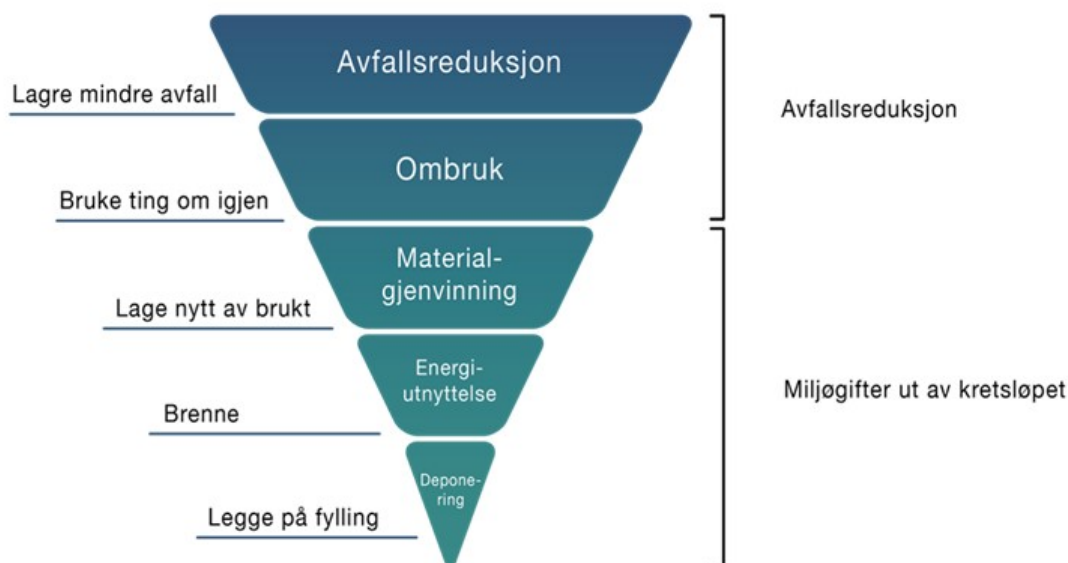 Avfallsreduksjon
Lagre mindre avfall
Avfallsreduksjon
Ombruk
Bruke ting om igjen
Material-
gjenvinning
Lage nytt av brukt
Energi-
utnyttelse
Miljøgifter ut av kretsløpet
Brenne
Depone-
ring
Legge på fylling